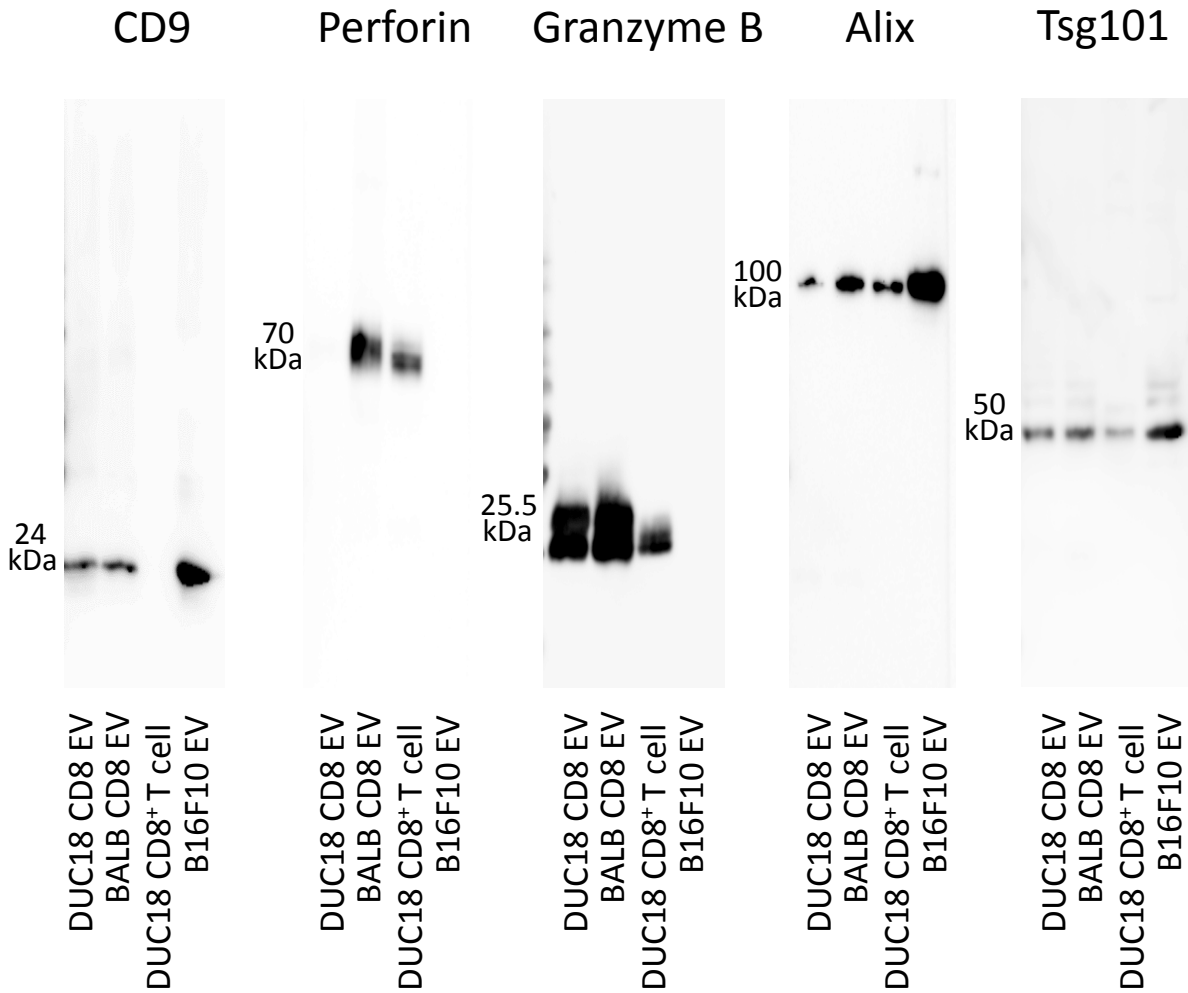 CD9
Perforin
Granzyme B
Alix
Tsg101
24
kDa
70
kDa
25.5
kDa
100
kDa
50
kDa
DUC18 CD8 EV
BALB CD8 EV
DUC18 CD8⁺ T cell
B16F10 EV
DUC18 CD8 EV
BALB CD8 EV
DUC18 CD8⁺ T cell
B16F10 EV
DUC18 CD8 EV
BALB CD8 EV
DUC18 CD8⁺ T cell
B16F10 EV
DUC18 CD8 EV
BALB CD8 EV
DUC18 CD8⁺ T cell
B16F10 EV
DUC18 CD8 EV
BALB CD8 EV
DUC18 CD8⁺ T cell
B16F10 EV